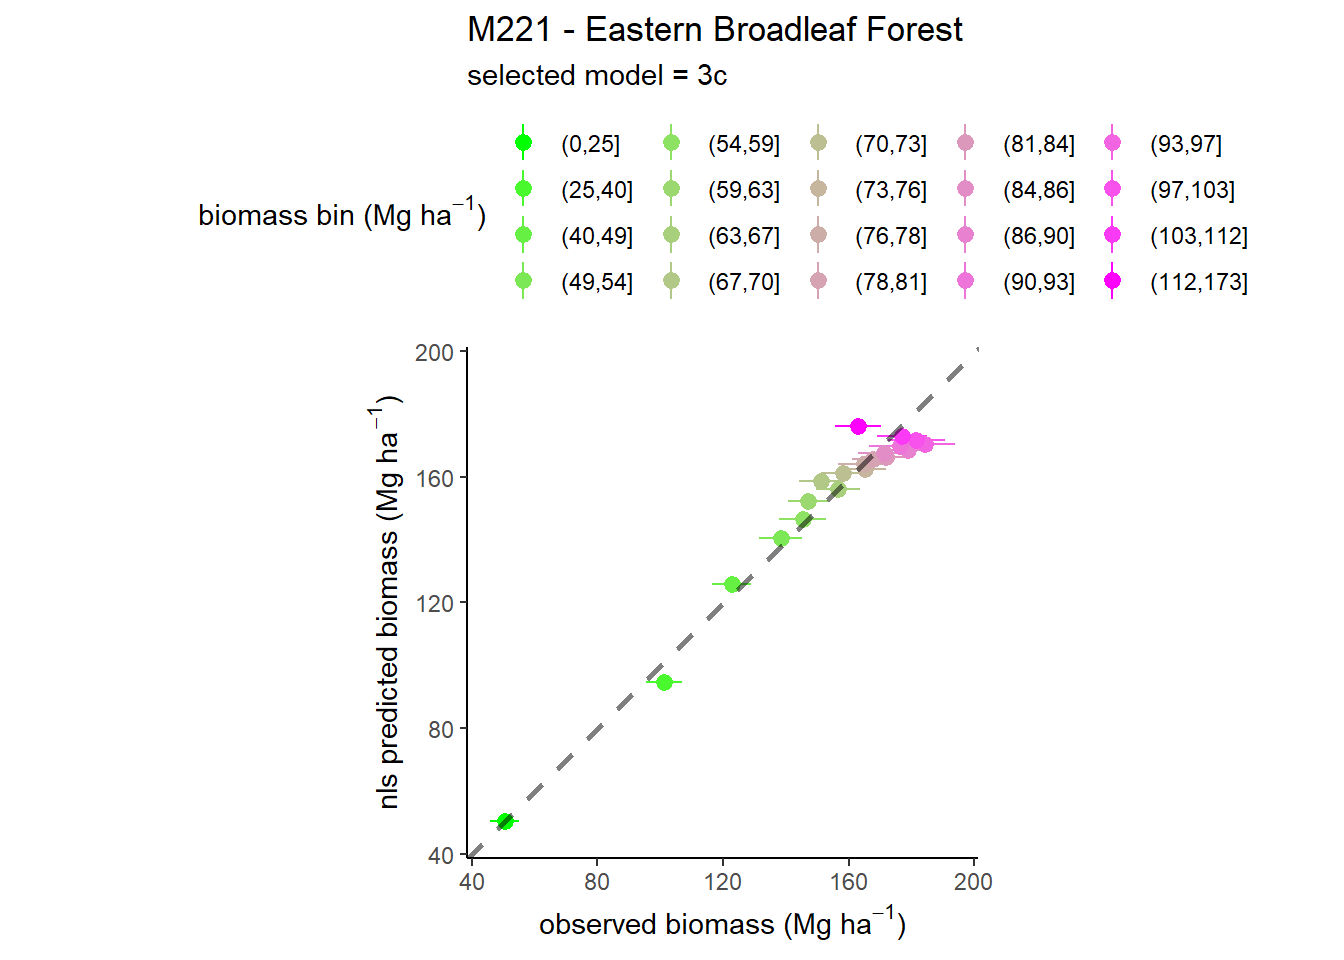 M221 - Eastern Broadleaf Forest
selected model = 3c
biomass bin (Mg ha⁻¹)
(0,25] (54,59] (70,73] (81,84] (93,97]
(25,40] (59,63] (73,76] (84,86] (97,103]
(40,49] (63,67] (76,78] (86,90] (103,112]
(49,54] (67,70] (78,81] (90,93] (112,173]
nls predicted biomass (Mg ha⁻¹)
200
160
120
80
40
40 80 120 160 200
observed biomass (Mg ha⁻¹)